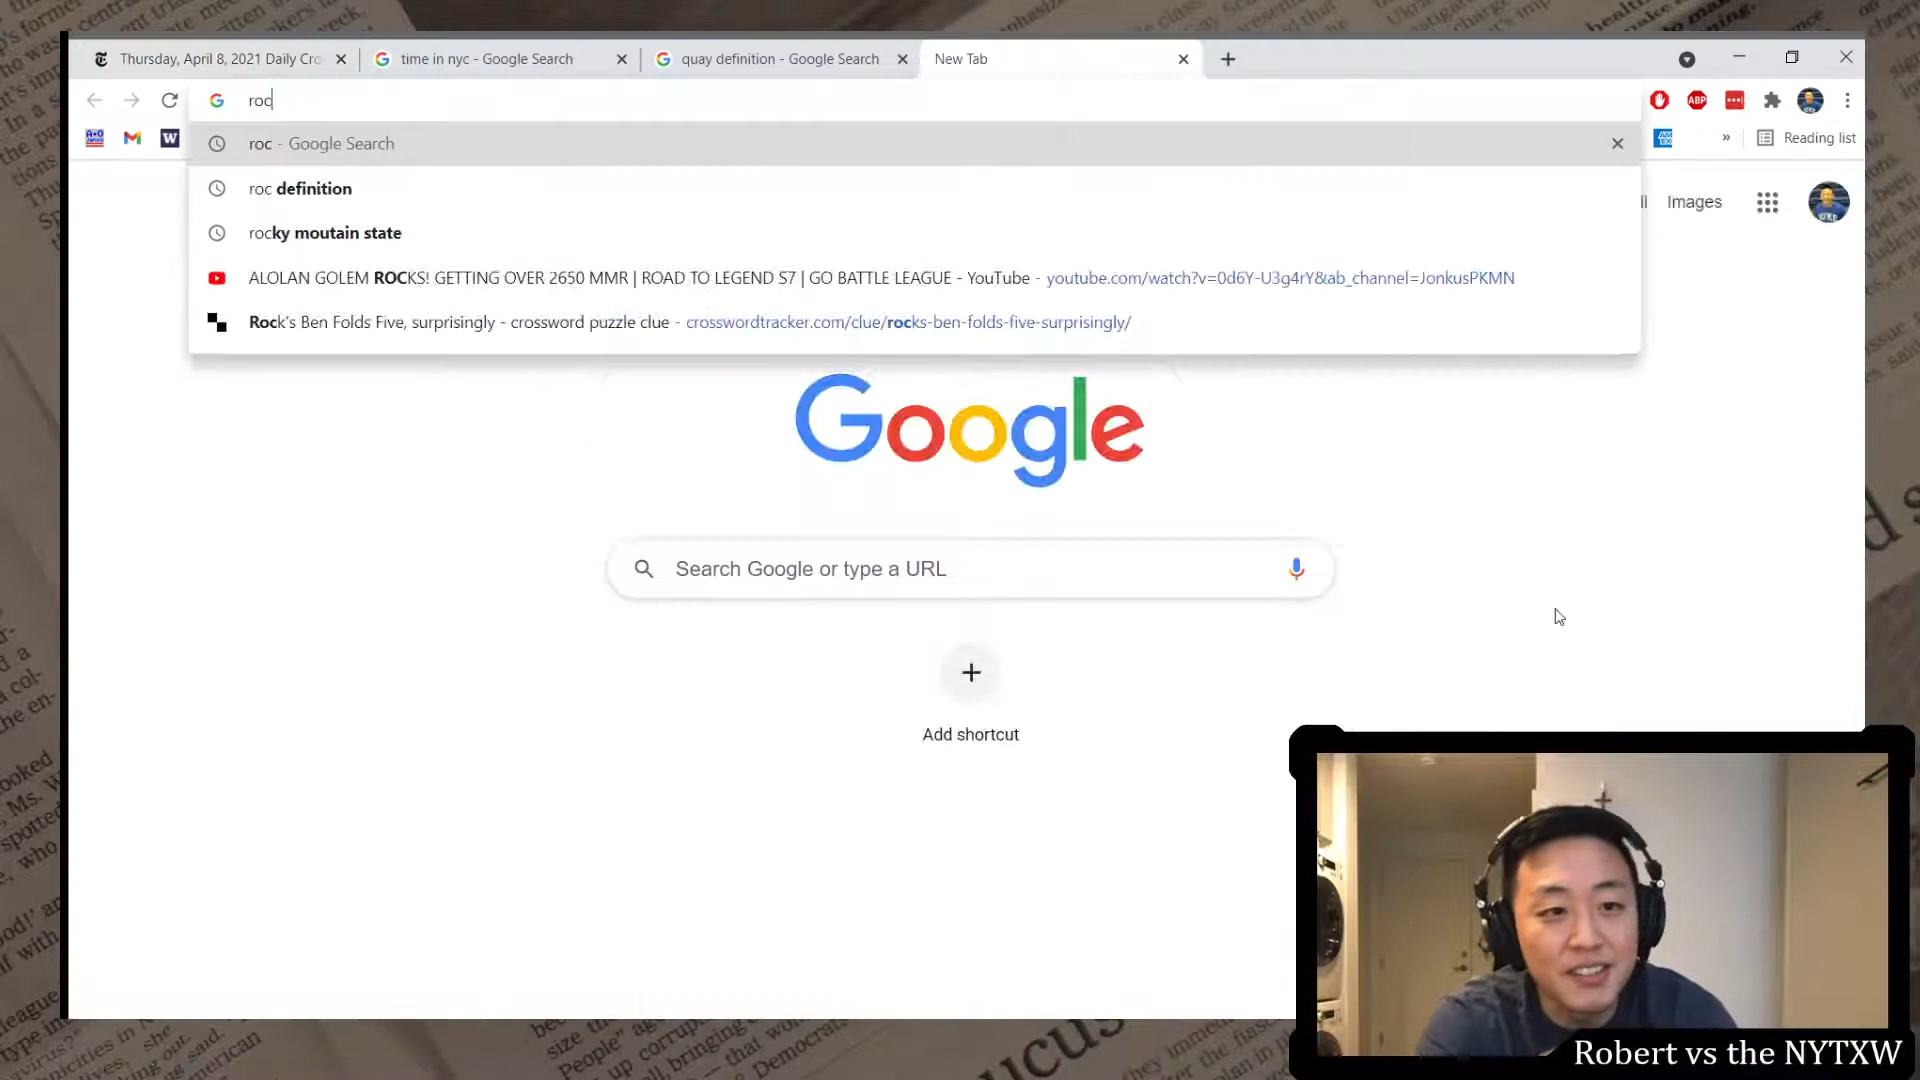 Thursday, April 8, 2021 Daily Cro
time in nyc - Google Search
quay definition - Google Search
New Tab
roc
ABP
W
AM EX
»
Reading list
roc - Google Search
roc definition
rocky moutain state
ALOLAN GOLEM ROCKS! GETTING OVER 2650 MMR | ROAD TO LEGEND S7 | GO BATTLE LEAGUE - YouTube - youtube.com/watch?v=0d6Y-U3g4rY&ab_channel=JonkusPKMN
Rock's Ben Folds Five, surprisingly - crossword puzzle clue - crosswordtracker.com/clue/rocks-ben-folds-five-surprisingly/
Images
Google
Search Google or type a URL
Add shortcut
Robert vs the NYTXW